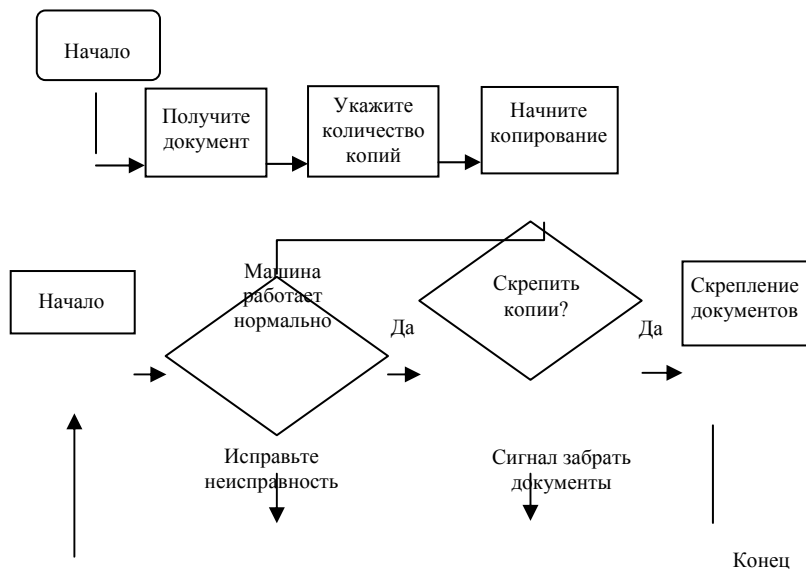 Начало
Получите
документ
Укажите
количество
копий
Начните
копирование
Начало
Машина
работает
нормально
Да
Скрепить
копии?
Да
Скрепление
документов
Исправьте
неисправность
Сигнал забрать
документы
Конец